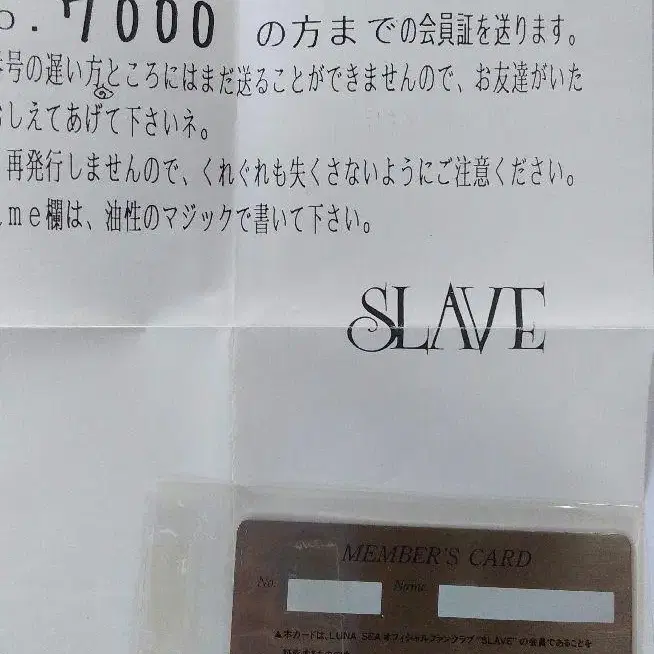 o. 7000 の方までの会員証を送ります。
番号の遅い方ところにはまだ送ることができませんので、お友達がいた
の
らおしえてあげて下さいネ。
再発行しませんので、くれぐれも失くさないようにご注意ください。
ame欄は、油性のマジックで書いて下さい。
SLAVE
MEMBER'S CARD
No. Name
▲本カードは、LUNA SEAオフィシャルファンクラブ"SLAVE"の会員であることを